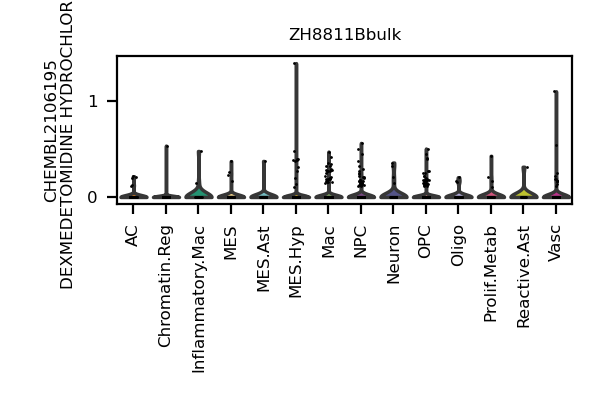 ZH8811Bbulk
CHEMBL2106195
DEXMEDETOMIDINE HYDROCHLOR
1
0
AC
Chromatin.Reg
Inflammatory.Mac
MES
MES.Ast
MES.Hyp
Mac
NPC
Neuron
OPC
Oligo
Prolif.Metab
Reactive.Ast
Vasc